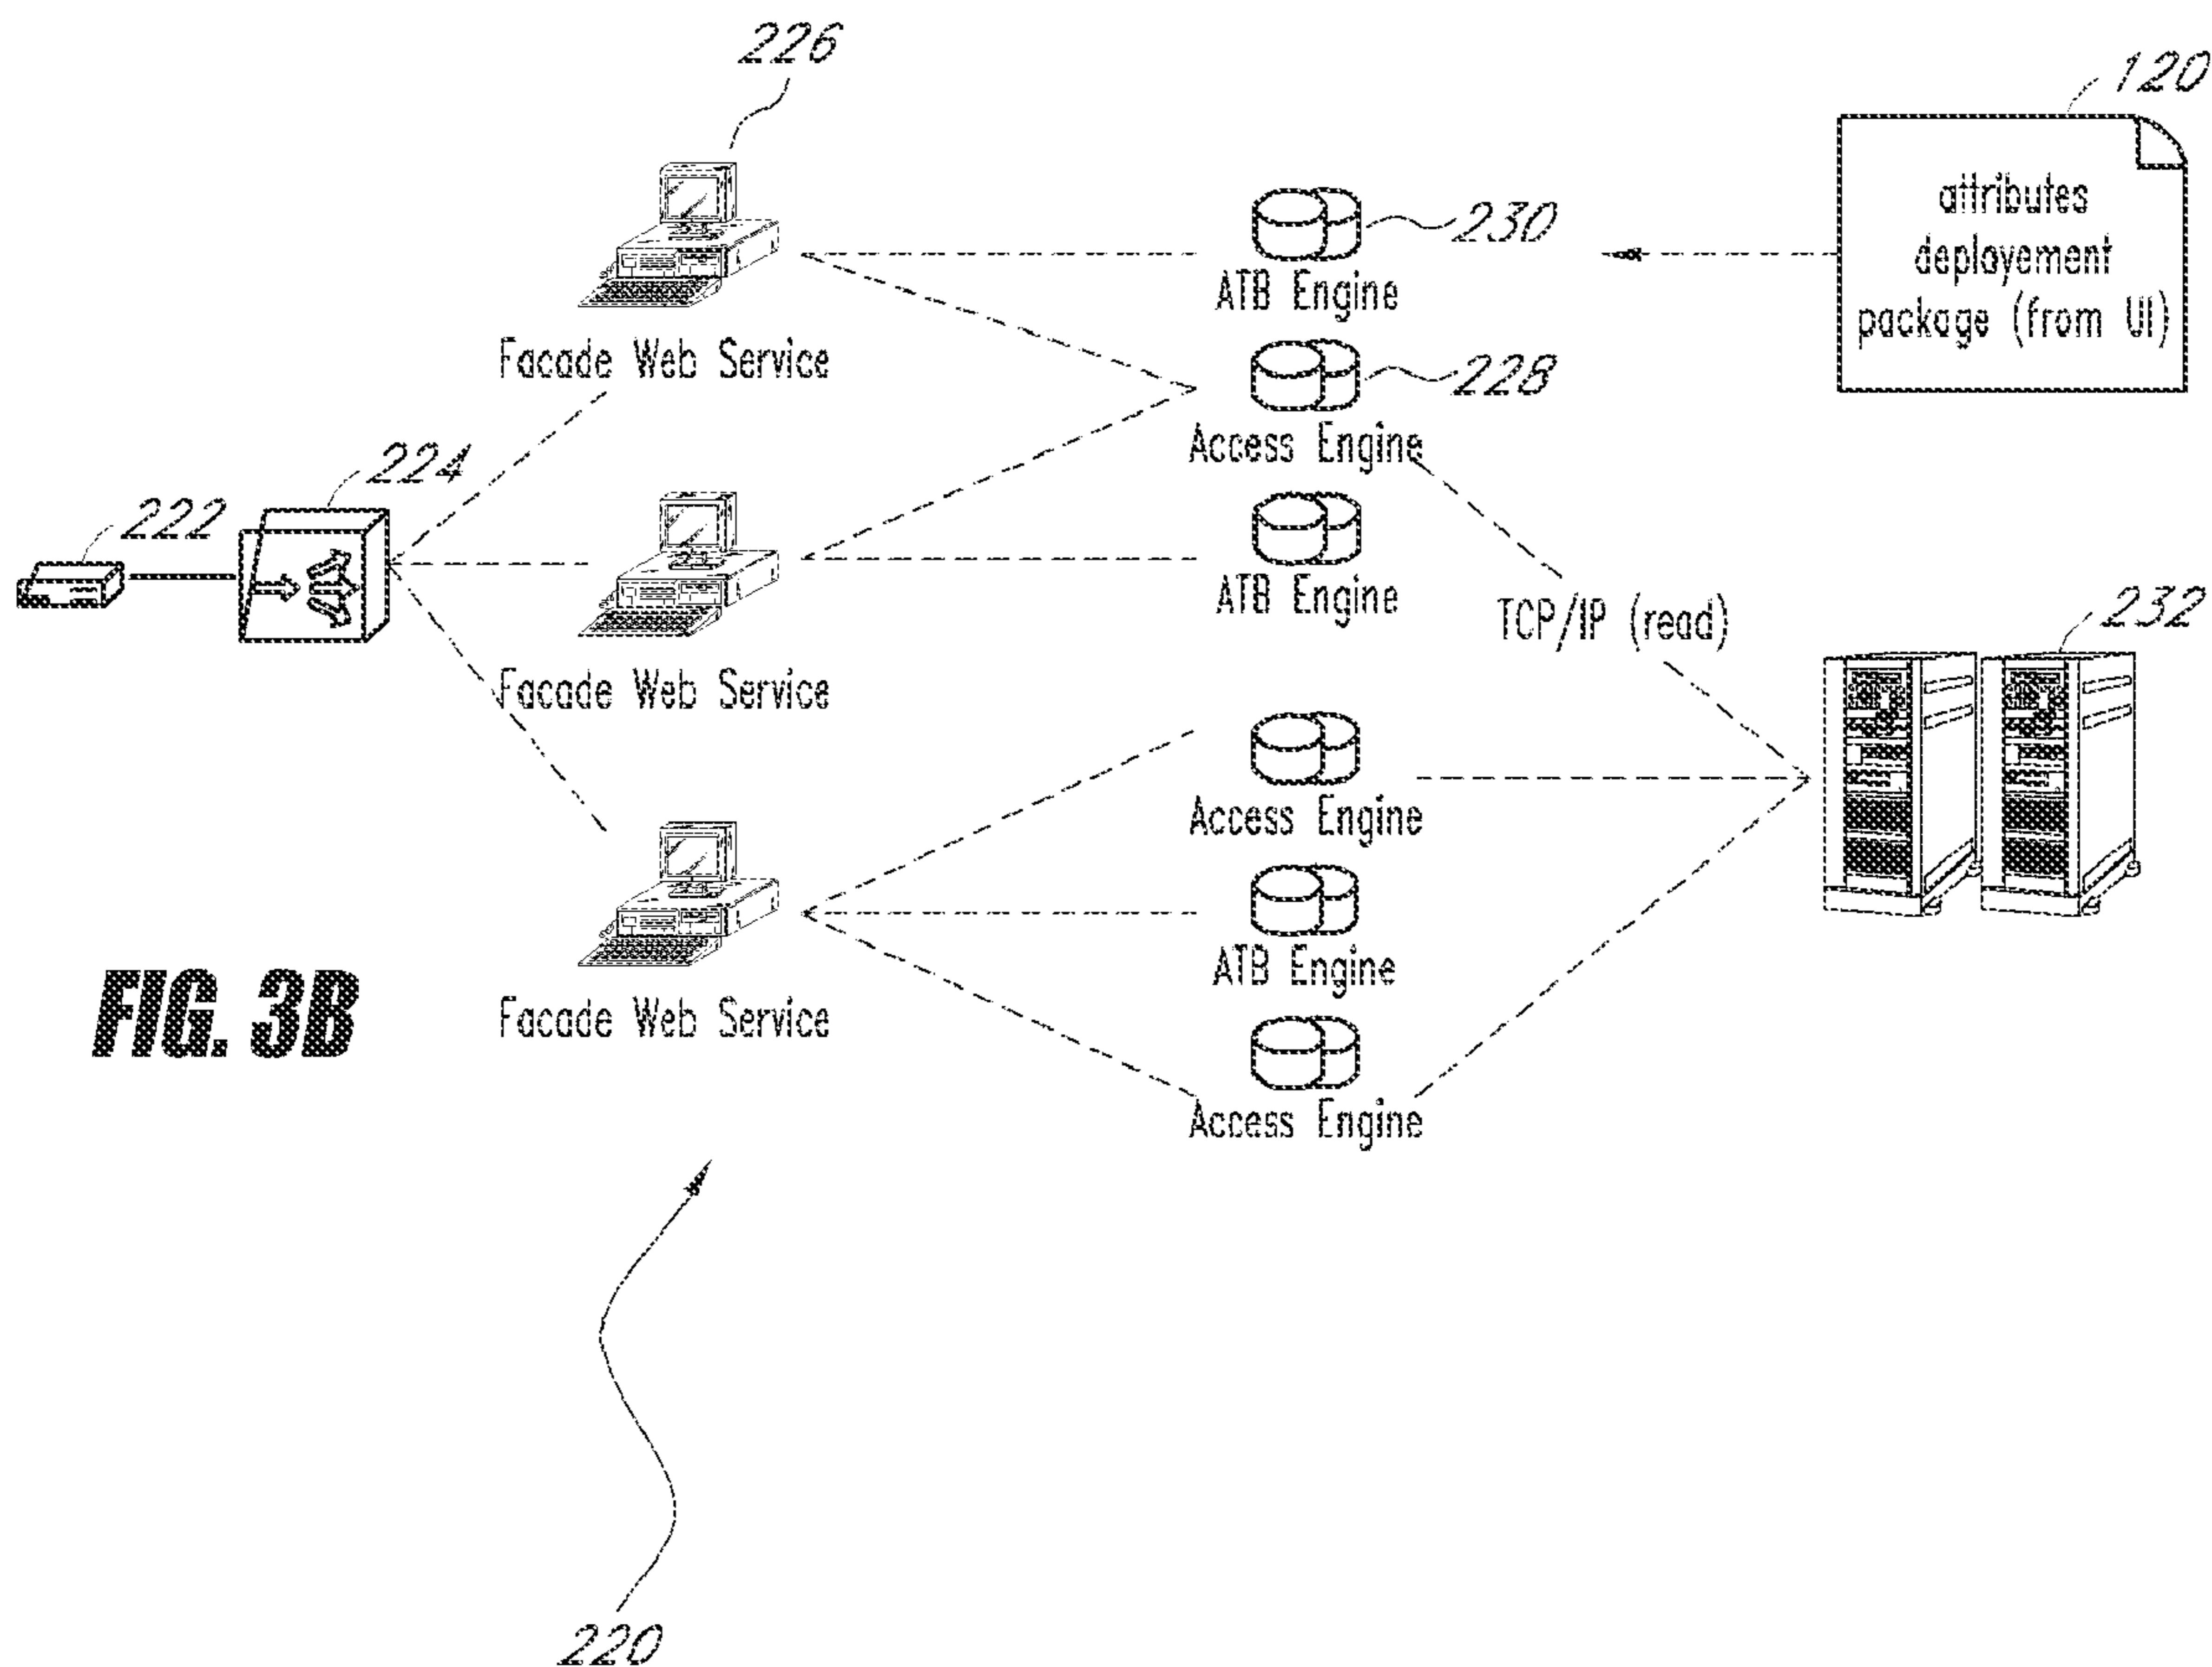 226
120
attributes
deployement
package (from UI)
230
ATB Engine
Facade Web Service
228
Access Engine
224
222
ATB Engine
TCP/IP (read)
232
Facade Web Service
Access Engine
ATB Engine
FIG. 3B
Facade Web Service
Access Engine
220